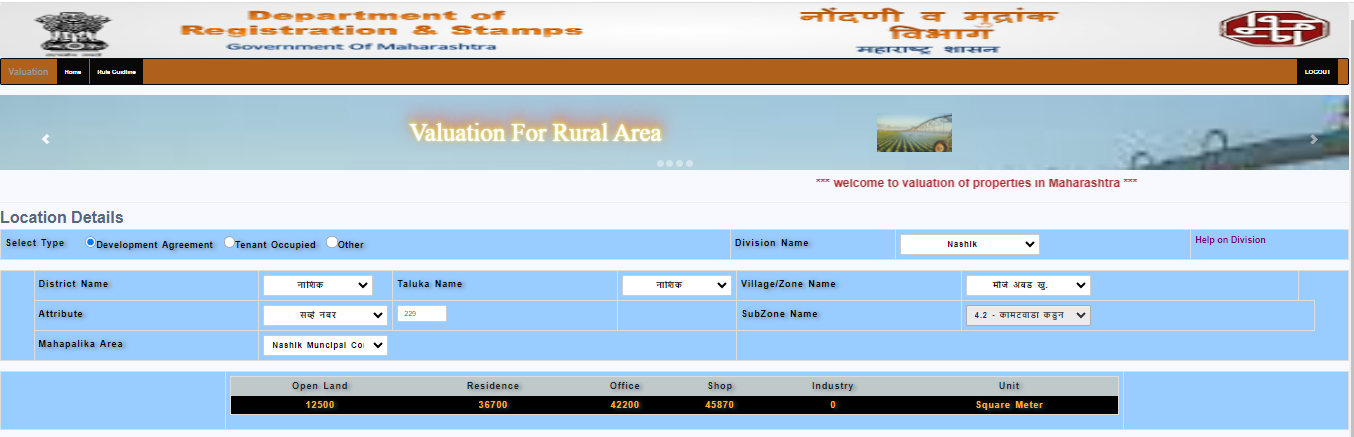 Department of
Registration & Stamps
Government Of Maharashtra
नोंदणी व मुद्रांक
विभाग
महाराष्ट्र शासन
Valuation Home Rule Guidline LOGOUT
Valuation For Rural Area
*** welcome to valuation of properties in Maharashtra ***
Location Details
Select Type Development Agreement Tenant Occupied Other Division Name Nashik Help on Division
District Name नाशिक Taluka Name नाशिक Village/Zone Name मौजे अंबड खु.
Attribute सर्व्हे नंबर 229 SubZone Name 4.2 - कामटवाडा कडुन
Mahapalika Area Nashik Muncipal Co
Open Land Residence Office Shop Industry Unit
12500 36700 42200 45870 0 Square Meter